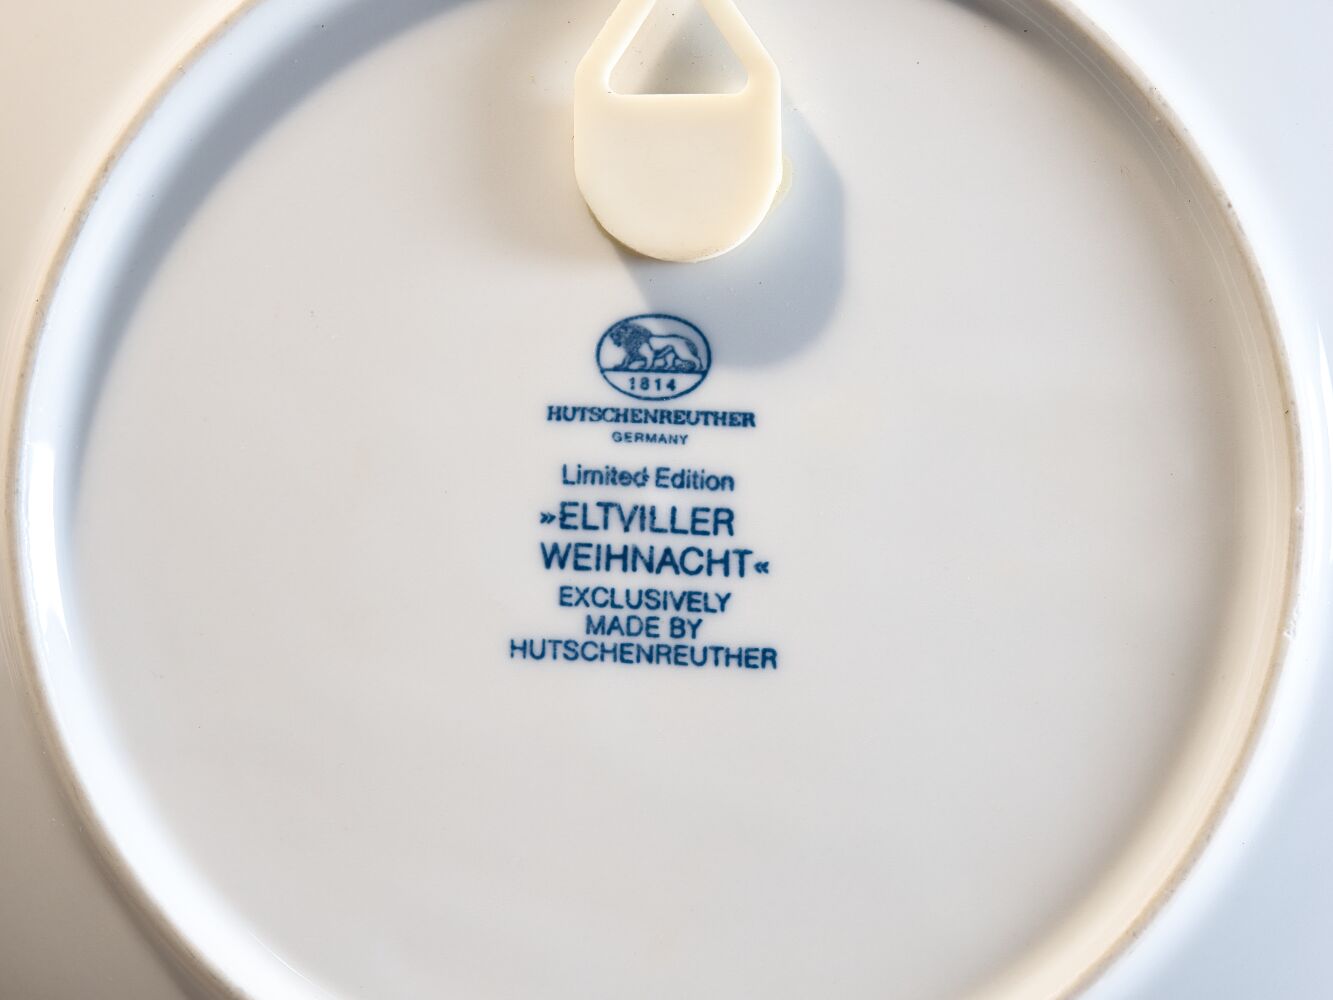 1814
HUTSCHENREUTHER
GERMANY
Limited Edition
»ELTVILLER
WEIHNACHT«
EXCLUSIVELY
MADE BY
HUTSCHENREUTHER